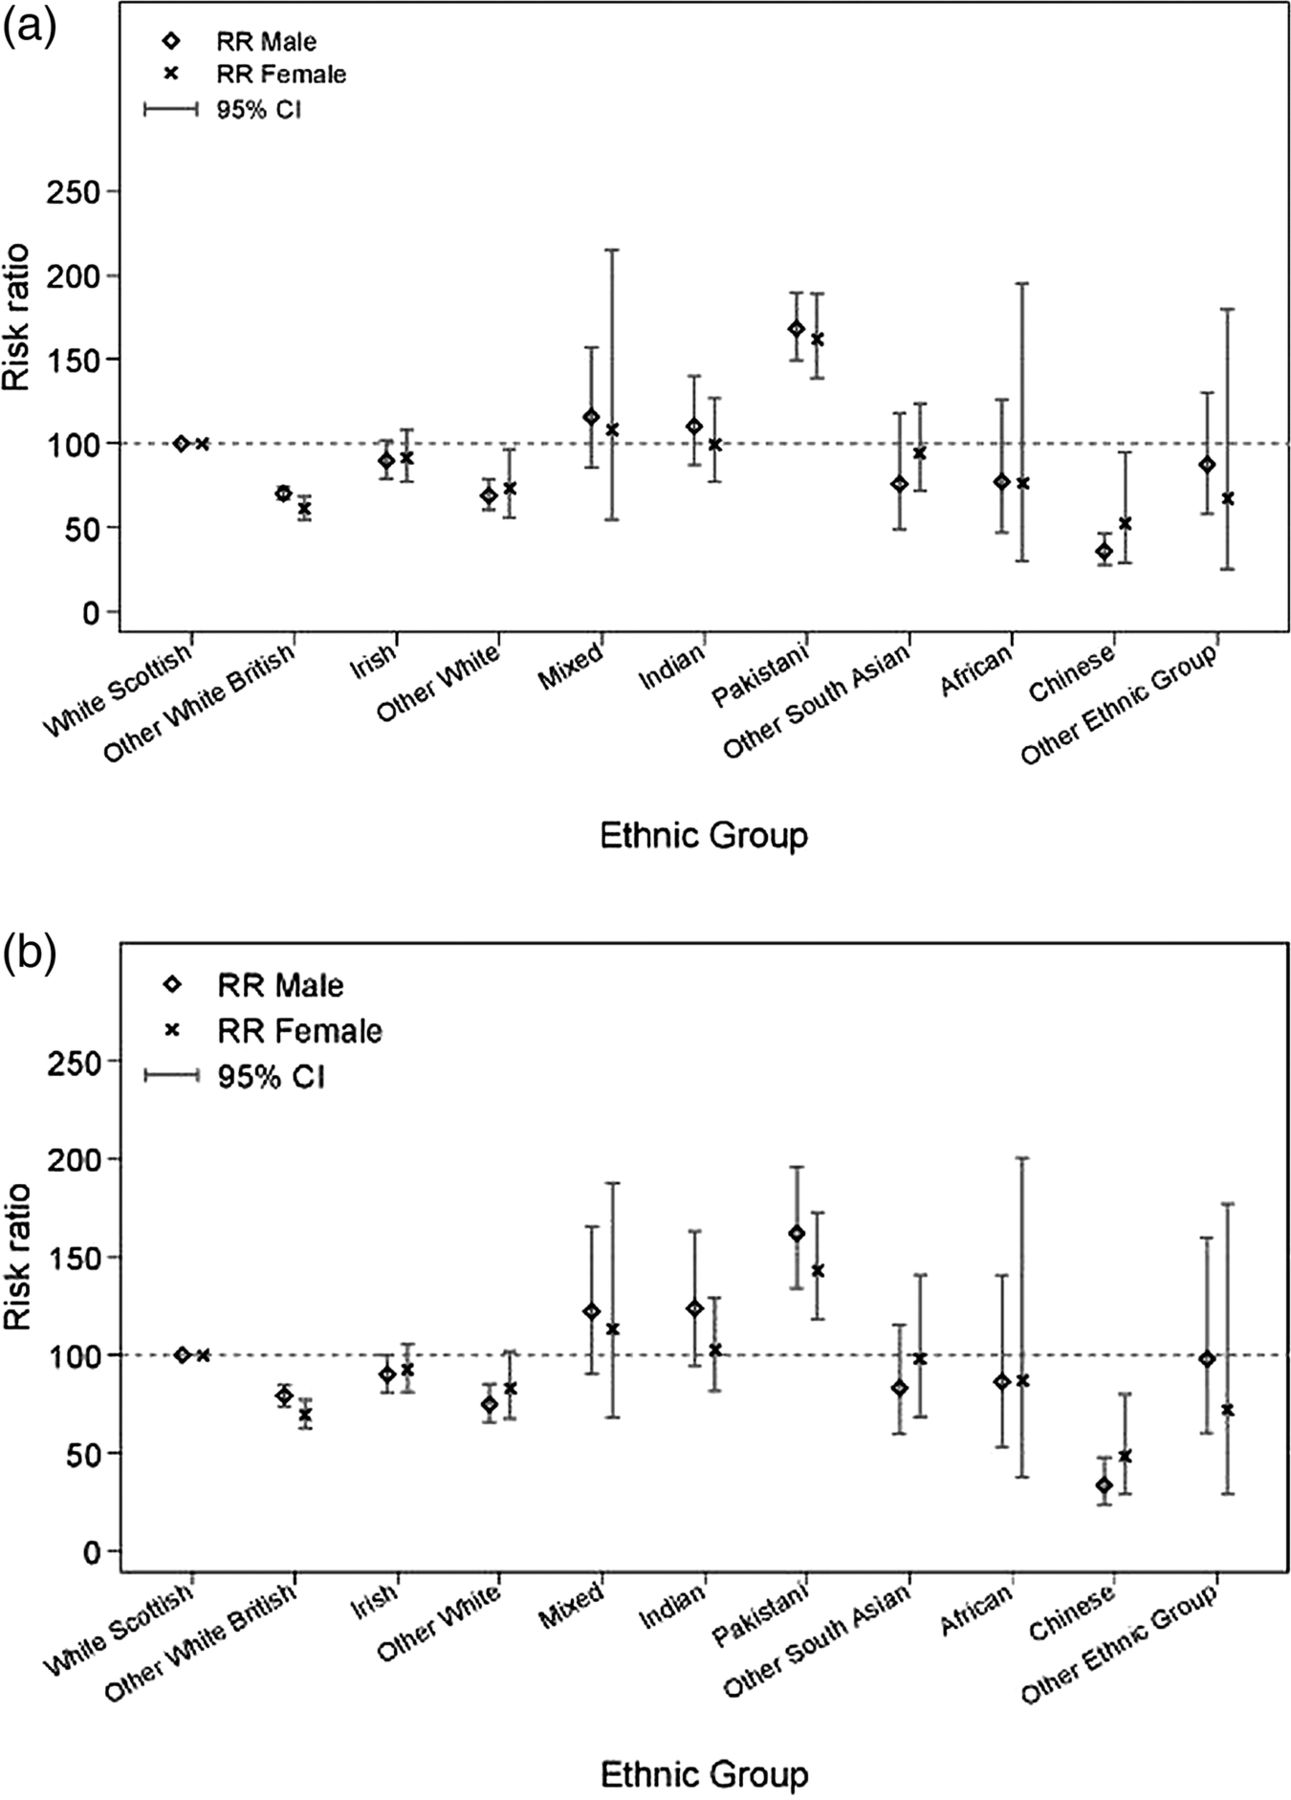 (a)
RR Male
RR Female
95% CI
250
200
150
100
50
0
Risk ratio
White Scottish
Other White British
Irish
Other White
Mixed
Indian
Pakistani
Other South Asian
African
Chinese
Other Ethnic Group
Ethnic Group
(b)
RR Male
RR Female
95% CI
250
200
150
100
50
0
Risk ratio
White Scottish
Other White British
Irish
Other White
Mixed
Indian
Pakistani
Other South Asian
African
Chinese
Other Ethnic Group
Ethnic Group